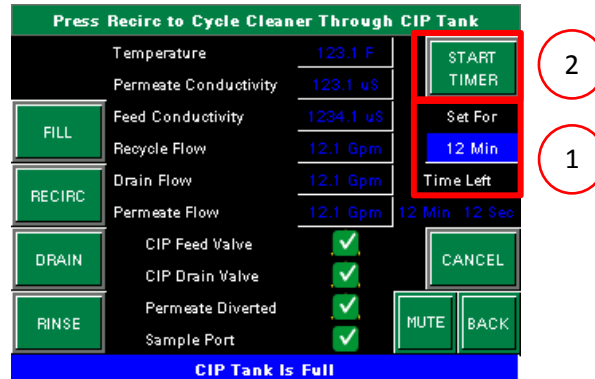 Press Recirc to Cycle Cleaner Through CIP Tank
Temperature 123.1 F
START TIMER
2
Permeate Conductivity 123.1 uS
FILL
Feed Conductivity 1234.1 uS
Set For
Recycle Flow 12.1 Gpm
12 Min
1
RECIRC
Drain Flow 12.1 Gpm
Time Left
Permeate Flow 12.1 Gpm
12 Min 12 Sec
DRAIN
CIP Feed Valve
CANCEL
CIP Drain Valve
RINSE
Permeate Diverted
MUTE
BACK
Sample Port
CIP Tank Is Full